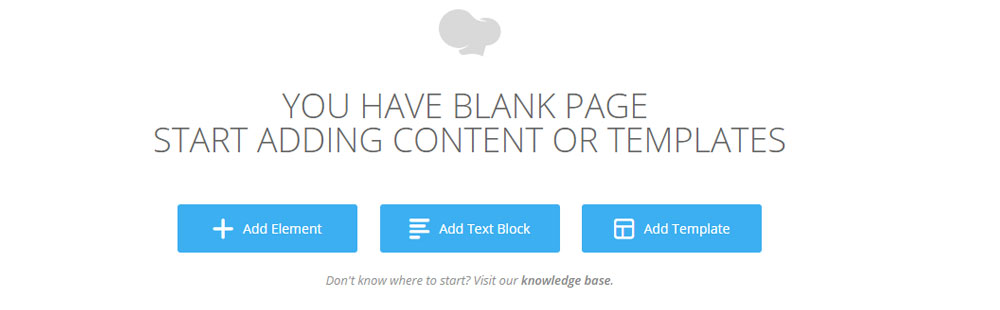 YOU HAVE BLANK PAGE
START ADDING CONTENT OR TEMPLATES
Add Element
Add Text Block
Add Template
Don't know where to start? Visit our knowledge base.